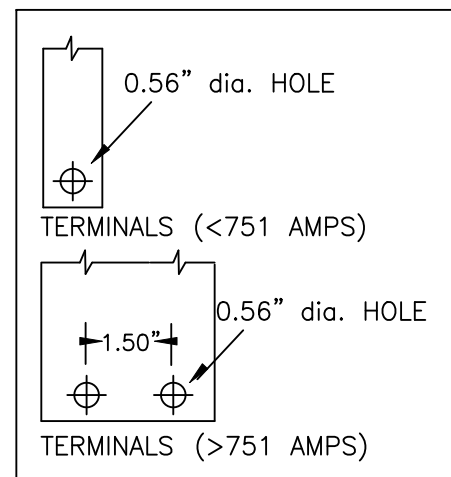 0.56" dia. HOLE
TERMINALS (<751 AMPS)
0.56" dia. HOLE
1.50"
TERMINALS (>751 AMPS)